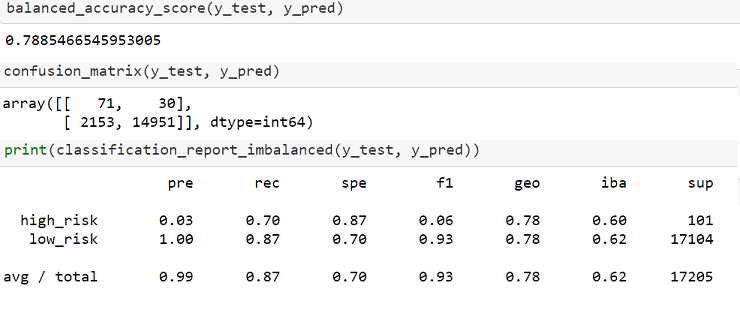 balanced_accuracy_score(y_test, y_pred)
0.7885466545953005
confusion_matrix(y_test, y_pred)
array([[ 71, 30],
[ 2153, 14951]], dtype=int64)
print(classification_report_imbalanced(y_test, y_pred))
pre rec spe f1 geo iba sup
high_risk 0.03 0.70 0.87 0.06 0.78 0.60 101
low_risk 1.00 0.87 0.70 0.93 0.78 0.62 17104
avg / total 0.99 0.87 0.70 0.93 0.78 0.62 17205